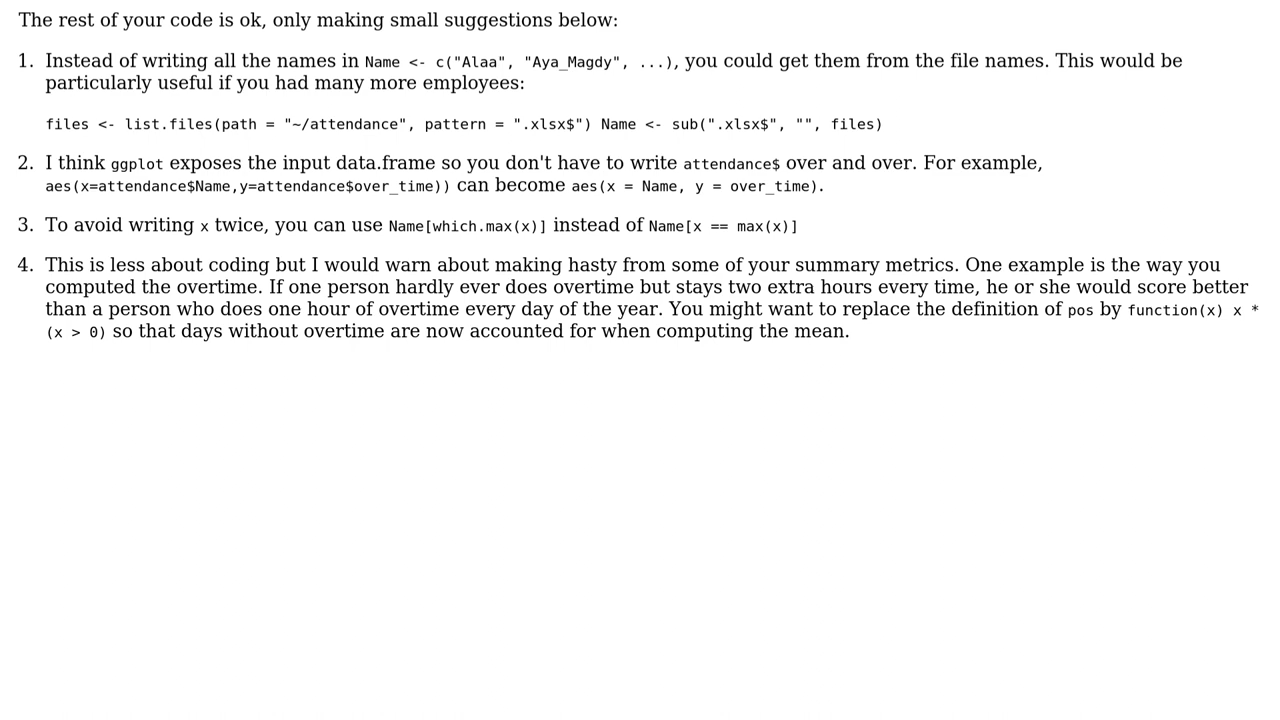 The rest of your code is ok, only making small suggestions below:
1. Instead of writing all the names in Name <- c("Alaa", "Aya_Magdy", ...), you could get them from the file names. This would be
particularly useful if you had many more employees:
files <- list.files(path = "~/attendance", pattern = ".xlsx$") Name <- sub(".xlsx$", "", files)
2. I think ggplot exposes the input data.frame so you don't have to write attendance$ over and over. For example,
aes(x=attendance$Name,y=attendance$over_time)) can become aes(x = Name, y = over_time).
3. To avoid writing x twice, you can use Name[which.max(x)] instead of Name[x == max(x)]
4. This is less about coding but I would warn about making hasty from some of your summary metrics. One example is the way you
computed the overtime. If one person hardly ever does overtime but stays two extra hours every time, he or she would score better
than a person who does one hour of overtime every day of the year. You might want to replace the definition of pos by function(x) x *
(x > 0) so that days without overtime are now accounted for when computing the mean.